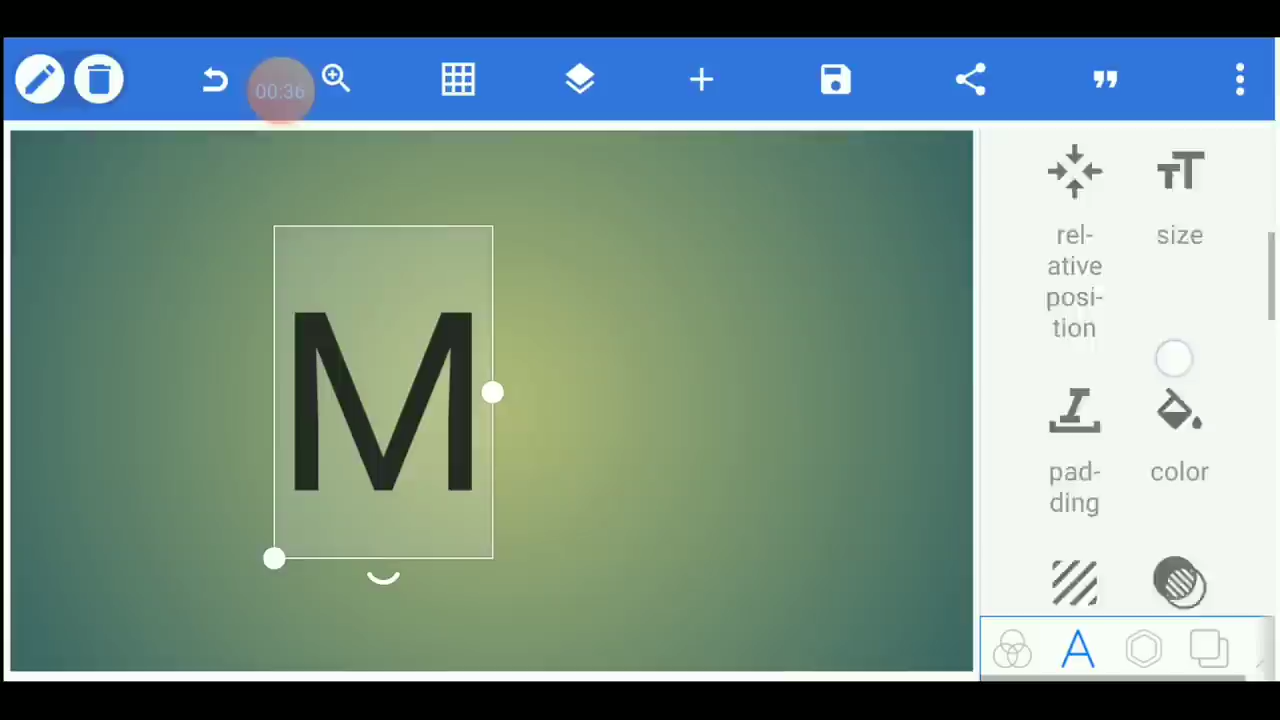 00:36
M
rel-
ative
posi-
tion
size
pad-
ding
color
A